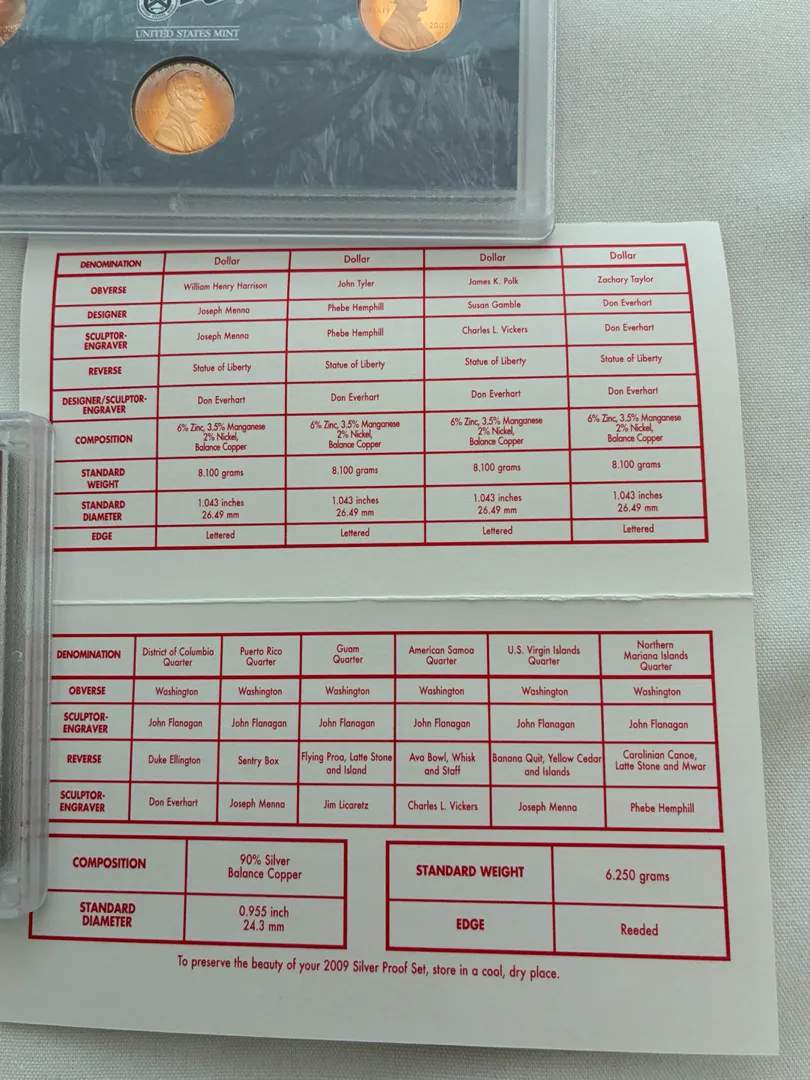 UNITED STATES MINT
LIBERTY
2009
DENOMINATION Dollar Dollar Dollar Dollar
OBVERSE William Henry Harrison John Tyler James K. Polk Zachary Taylor
DESIGNER Joseph Menna Phebe Hemphill Susan Gamble Don Everhart
SCULPTOR-
ENGRAVER Joseph Menna Phebe Hemphill Charles L. Vickers Don Everhart
REVERSE Statue of Liberty Statue of Liberty Statue of Liberty Statue of Liberty
DESIGNER/SCULPTOR-
ENGRAVER Don Everhart Don Everhart Don Everhart Don Everhart
COMPOSITION
6% Zinc, 3.5% Manganese 6% Zinc, 3.5% Manganese 6% Zinc, 3.5% Manganese 6% Zinc, 3.5% Manganese
2% Nickel, 2% Nickel, 2% Nickel, 2% Nickel,
Balance Copper Balance Copper Balance Copper Balance Copper
STANDARD
WEIGHT 8.100 grams 8.100 grams 8.100 grams 8.100 grams
STANDARD 1.043 inches 1.043 inches 1.043 inches 1.043 inches
DIAMETER 26.49 mm 26.49 mm 26.49 mm 26.49 mm
EDGE Lettered Lettered Lettered Lettered
DENOMINATION District of Columbia Puerto Rico Guam American Samoa U.S. Virgin Islands Northern
Quarter Quarter Quarter Quarter Quarter Mariana Islands
Quarter
OBVERSE Washington Washington Washington Washington Washington Washington
SCULPTOR-
ENGRAVER John Flanagan John Flanagan John Flanagan John Flanagan John Flanagan John Flanagan
REVERSE Duke Ellington Sentry Box Flying Proa, Latte Stone Ava Bowl, Whisk Banana Quit, Yellow Cedar Carolinian Canoe,
and Island and Staff and Islands Latte Stone and Mwar
SCULPTOR-
ENGRAVER Don Everhart Joseph Menna Jim Licaretz Charles L. Vickers Joseph Menna Phebe Hemphill
COMPOSITION 90% Silver
Balance Copper
STANDARD 0.955 inch
DIAMETER 24.3 mm
STANDARD WEIGHT 6.250 grams
EDGE Reeded
To preserve the beauty of your 2009 Silver Proof Set, store in a cool, dry place.